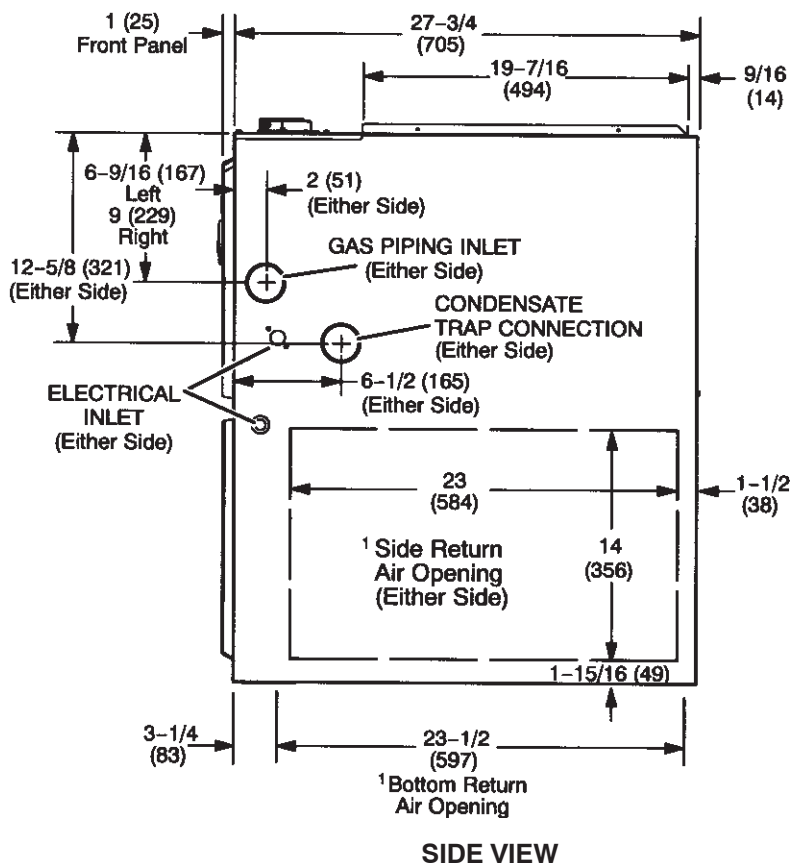 1 (25)
Front Panel
27–3/4
(705)
19–7/16
(494)
9/16
(14)
6–9/16 (167)
Left
9 (229)
Right
2 (51)
(Either Side)
12–5/8 (321)
(Either Side)
GAS PIPING INLET
(Either Side)
CONDENSATE
TRAP CONNECTION
(Either Side)
6–1/2 (165)
(Either Side)
ELECTRICAL
INLET
(Either Side)
23
(584)
1–1/2
(38)
14
(356)
1 Side Return
Air Opening
(Either Side)
1–15/16 (49)
3–1/4
(83)
23–1/2
(597)
1 Bottom Return
Air Opening
SIDE VIEW